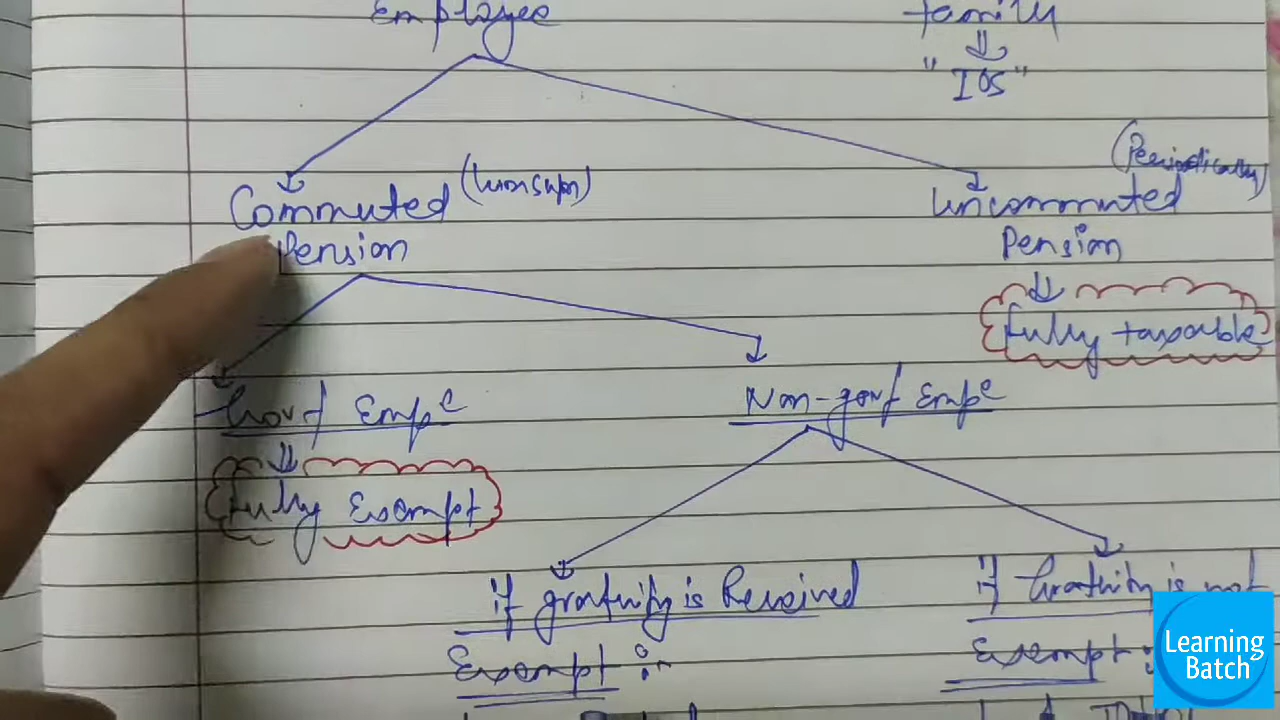 Employee
family
"IOS"
(Periodically)
Commuted (lumsum)
Pension
Uncommuted
Pension
fully taxable
Govt Empe
Non-govt Empe
fully Exempt
if gratuity is Received
if Gratuity is not
Exempt :-
Exempt :
Learning
Batch